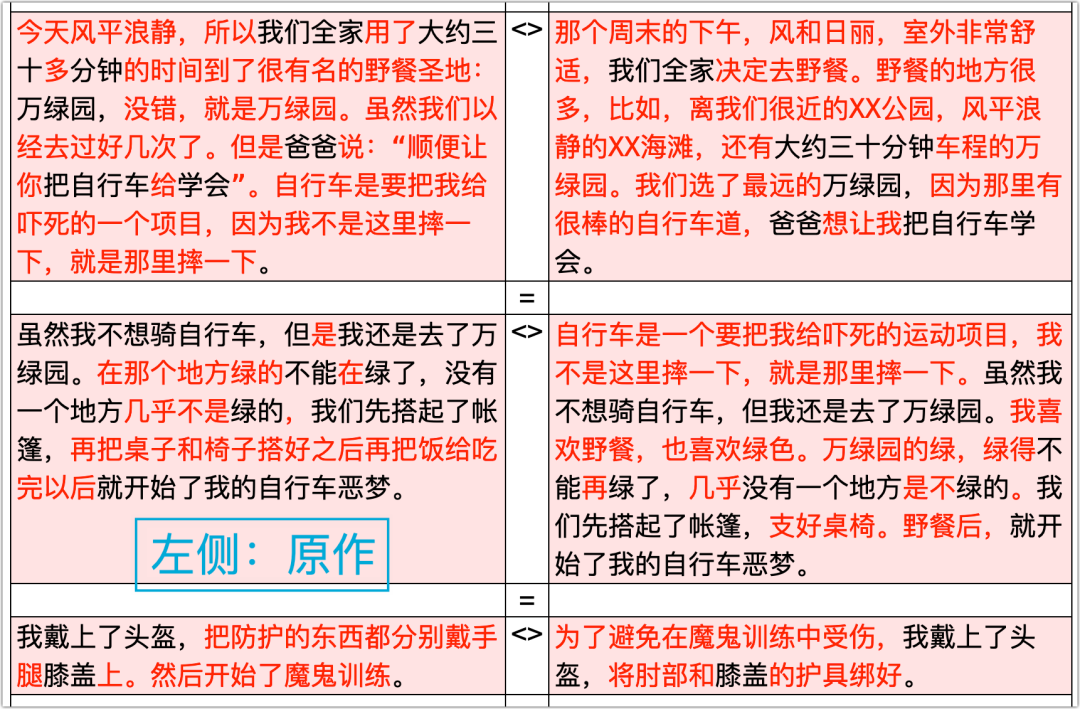 今天风平浪静，所以我们全家用了大约三
十多分钟的时间到了很有名的野餐圣地：
万绿园，没错，就是万绿园。虽然我们以
经去过好几次了。但是爸爸说：“顺便让
你把自行车给学会”。自行车是要把我给
吓死的一个项目，因为我不是这里摔一
下，就是那里摔一下。
<>
那个周末的下午，风和日丽，室外非常舒
适，我们全家决定去野餐。野餐的地方很
多，比如，离我们很近的XX公园，风平浪
静的XX海滩，还有大约三十分钟车程的万
绿园。我们选了最远的万绿园，因为那里有
很棒的自行车道，爸爸想让我把自行车学
会。
=
虽然我不想骑自行车，但是我还是去了万
绿园。在那个地方绿的不能在绿了，没有
一个地方几乎不是绿的，我们先搭起了帐
篷，再把桌子和椅子搭好之后再把饭给吃
完以后就开始了我的自行车恶梦。
左侧：原作
<>
自行车是一个要把我给吓死的运动项目，我
不是这里摔一下，就是那里摔一下。虽然我
不想骑自行车，但我还是去了万绿园。我喜
欢野餐，也喜欢绿色。万绿园的绿，绿得不
能再绿了，几乎没有一个地方是不绿的。我
们先搭起了帐篷，支好桌椅。野餐后，就开
始了我的自行车恶梦。
=
我戴上了头盔，把防护的东西都分别戴手
腿膝盖上。然后开始了魔鬼训练。
<>
为了避免在魔鬼训练中受伤，我戴上了头
盔，将肘部和膝盖的护具绑好。